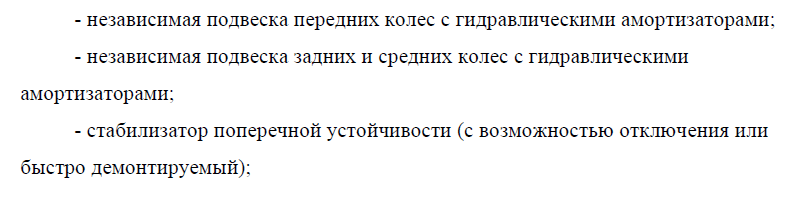 - независимая подвеска передних колес с гидравлическими амортизаторами;
- независимая подвеска задних и средних колес с гидравлическими
амортизаторами;
- стабилизатор поперечной устойчивости (с возможностью отключения или
быстро демонтируемый);